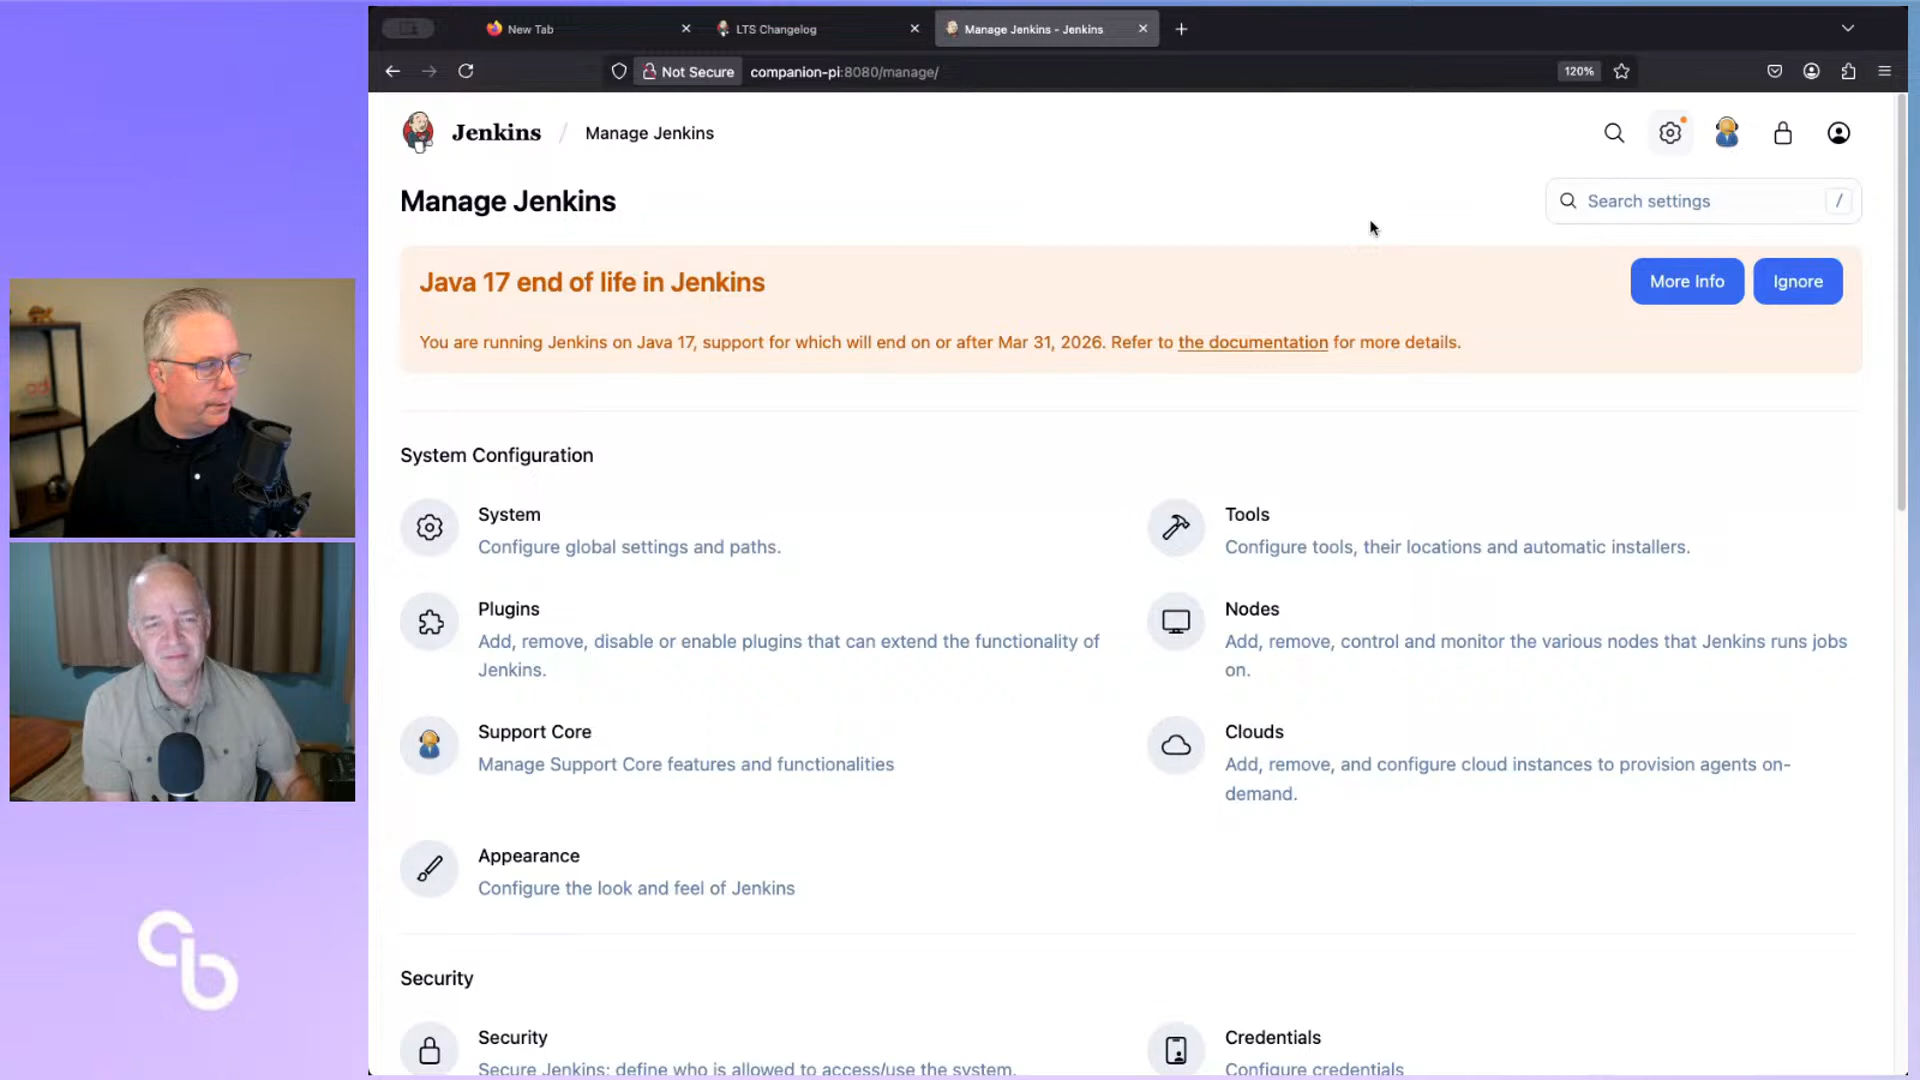 New Tab
LTS Changelog
Manage Jenkins - Jenkins
Not Secure
companion-pi:8080/manage/
120%
Jenkins / Manage Jenkins
Manage Jenkins
Search settings /
Java 17 end of life in Jenkins
More Info
Ignore
You are running Jenkins on Java 17, support for which will end on or after Mar 31, 2026. Refer to the documentation for more details.
System Configuration
System
Configure global settings and paths.
Tools
Configure tools, their locations and automatic installers.
Plugins
Add, remove, disable or enable plugins that can extend the functionality of
Jenkins.
Nodes
Add, remove, control and monitor the various nodes that Jenkins runs jobs
on.
Support Core
Manage Support Core features and functionalities
Clouds
Add, remove, and configure cloud instances to provision agents on-
demand.
Appearance
Configure the look and feel of Jenkins
Security
Security
Secure Jenkins; define who is allowed to access/use the system.
Credentials
Configure credentials